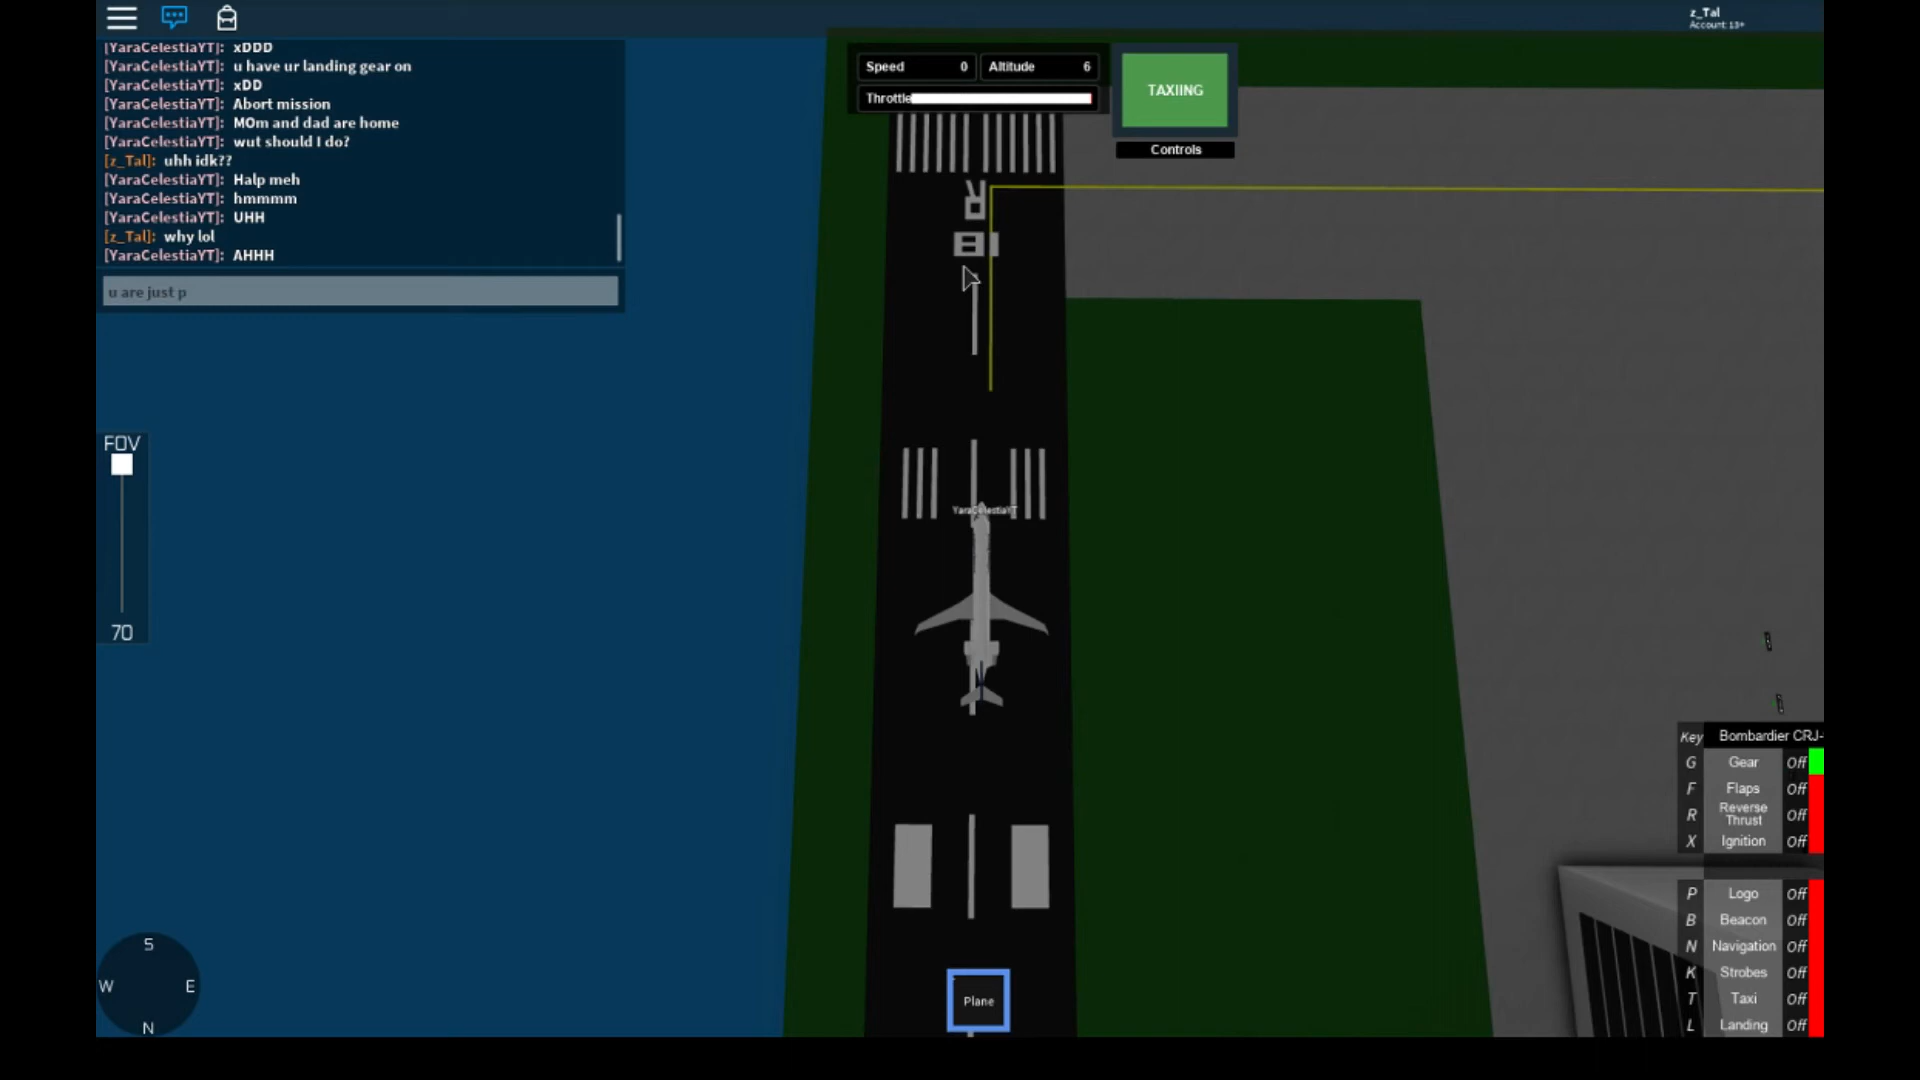 z_Tal
Account: 13+
[YaraCelestiaYT]: xDDD
[YaraCelestiaYT]: u have ur landing gear on
[YaraCelestiaYT]: xDD
[YaraCelestiaYT]: Abort mission
[YaraCelestiaYT]: MOm and dad are home
[YaraCelestiaYT]: wut should I do?
[z_Tal]: uhh idk??
[YaraCelestiaYT]: Halp meh
[YaraCelestiaYT]: hmmmm
[YaraCelestiaYT]: UHH
[z_Tal]: why lol
[YaraCelestiaYT]: AHHH
u are just p
Speed 0 Altitude 6
Throttle
TAXIING
Controls
R
8
YaraCelestiaYT
FOV
70
S
W E
N
Plane
Key Bombardier CRJ-
G Gear Off
F Flaps Off
R Reverse Thrust Off
X Ignition Off
P Logo Off
B Beacon Off
N Navigation Off
K Strobes Off
T Taxi Off
L Landing Off